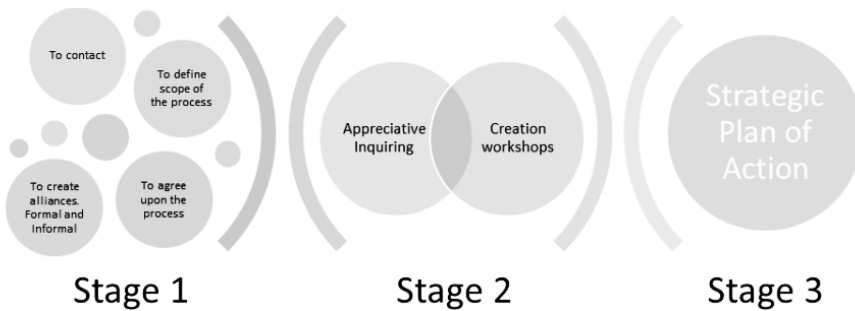 To contact
To define
scope of
the process
To create
alliances.
Formal and
Informal
To agree
upon the
process
Appreciative
Inquiring
Creation
workshops
Strategic
Plan of
Action
Stage 1
Stage 2
Stage 3